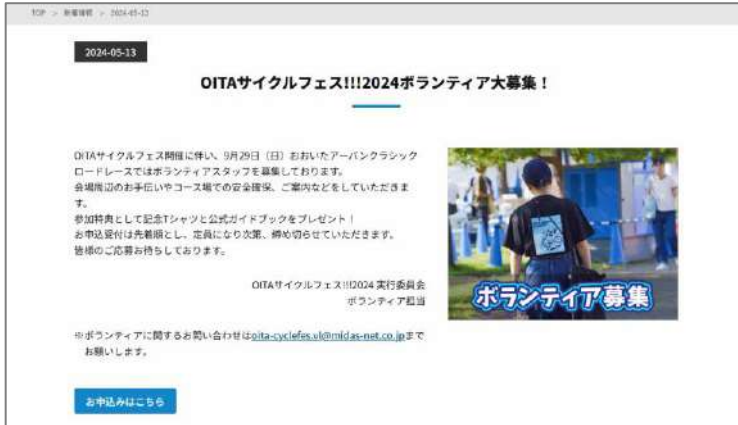 TOP > 新着情報 > 2024-05-13
2024-05-13
OITAサイクルフェス!!!2024ボランティア大募集！
OITAサイクルフェス開催に伴い、9月29日（日）おおいたアーバンクラシック
ロードレースではボランティアスタッフを募集しております。
会場周辺のお手伝いやコース場での安全確保、ご案内などをしていただきま
す。
参加特典として記念Tシャツと公式ガイドブックをプレゼント！
お申込受付は先着順とし、定員になり次第、締め切らせていただきます。
皆様のご応募お待ちしております。
OITAサイクルフェス!!!2024 実行委員会
ボランティア担当
※ボランティアに関するお問い合わせはoita-cyclefes.vl@midas-net.co.jpまで
お願いします。
ボランティア募集
お申込みはこちら